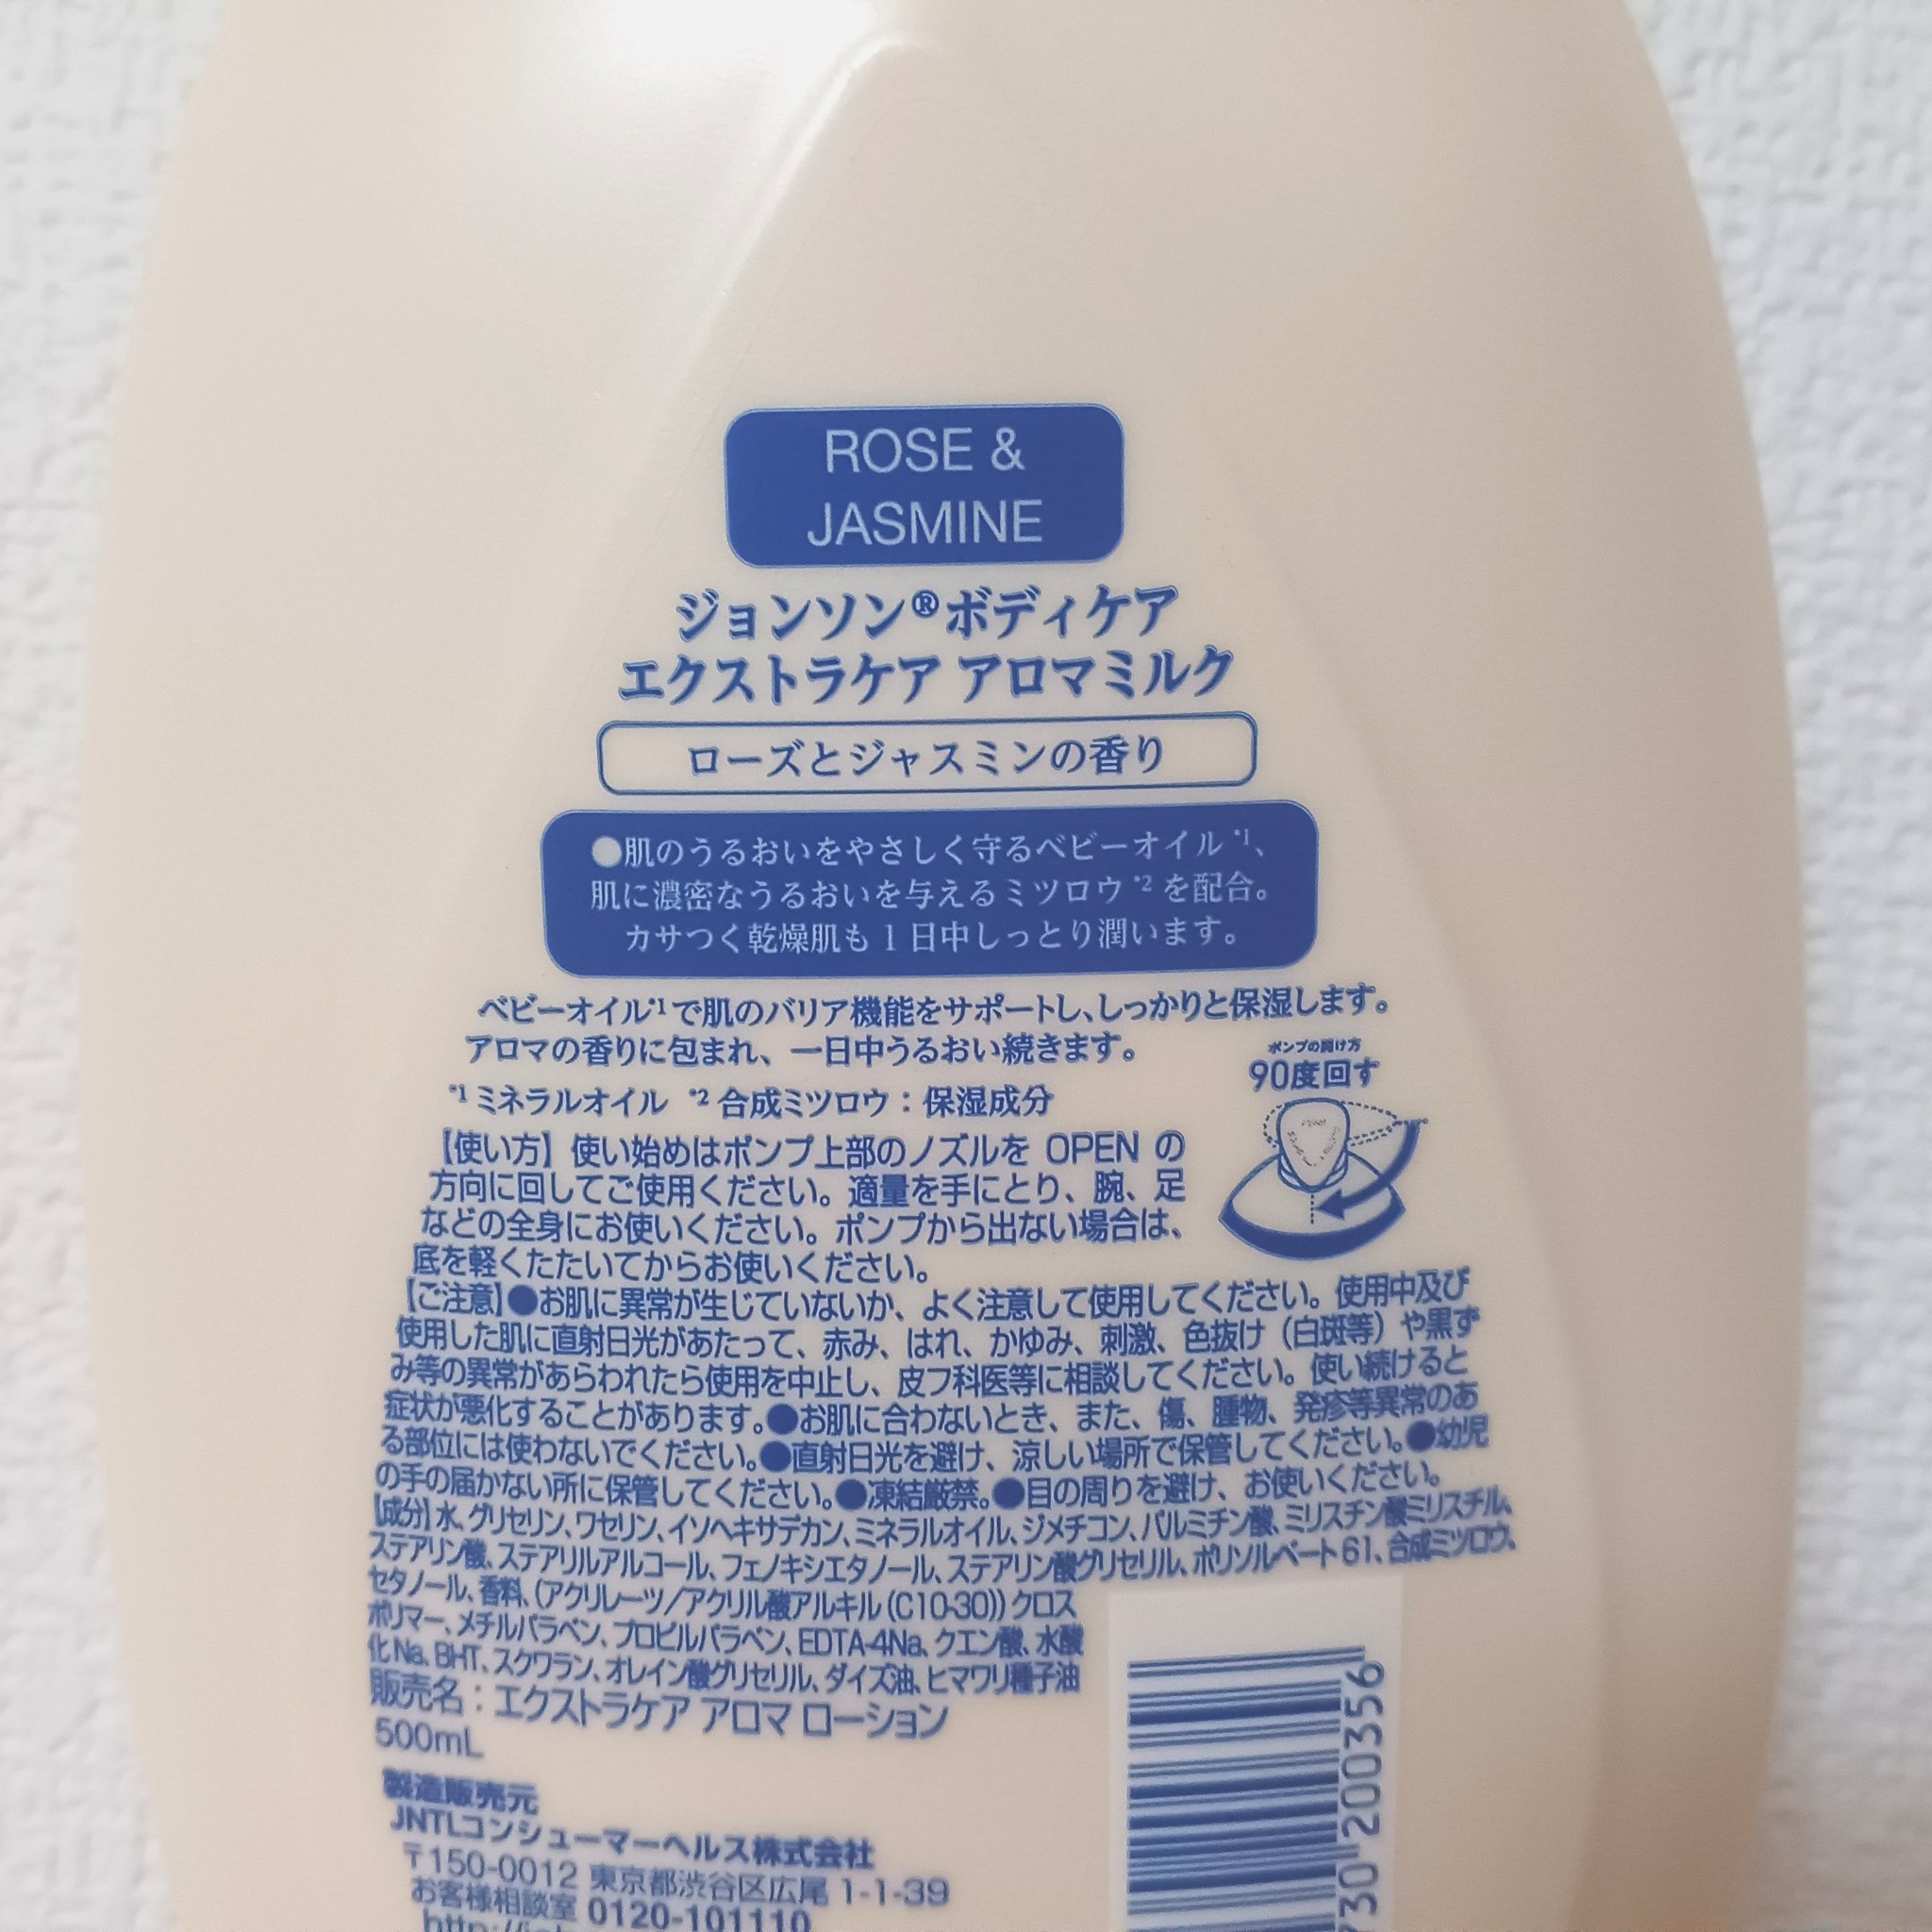 ROSE &
JASMINE
ジョンソン®ボディケア
エクストラケア アロマミルク
ローズとジャスミンの香り
●肌のうるおいをやさしく守るベビーオイル*1、
肌に濃密なうるおいを与えるミツロウ*2 を配合。
カサつく乾燥肌も 1 日中しっとり潤います。
ベビーオイル*1で肌のバリア機能をサポートし、しっかりと保湿します。
アロマの香りに包まれ、一日中うるおい続きます。
*1 ミネラルオイル *2 合成ミツロウ：保湿成分
ポンプの開け方
90度回す
【使い方】使い始めはポンプ上部のノズルを OPEN の
方向に回してご使用ください。適量を手にとり、腕、足
などの全身にお使いください。ポンプから出ない場合は、
底を軽くたたいてからお使いください。
【ご注意】●お肌に異常が生じていないか、よく注意して使用してください。使用中及び
使用した肌に直射日光があたって、赤み、はれ、かゆみ、刺激、色抜け（白斑等）や黒ず
み等の異常があらわれたら使用を中止し、皮フ科医等に相談してください。使い続けると
症状が悪化することがあります。●お肌に合わないとき、また、傷、腫物、発疹等異常のあ
る部位には使わないでください。●直射日光を避け、涼しい場所で保管してください。●幼児
の手の届かない所に保管してください。●凍結厳禁。●目の周りを避け、お使いください。
【成分】水、グリセリン、ワセリン、イソヘキサデカン、ミネラルオイル、ジメチコン、パルミチン酸、ミリスチン酸ミリスチル、
ステアリン酸、ステアリルアルコール、フェノキシエタノール、ステアリン酸グリセリル、ポリソルベート61、合成ミツロウ、
セタノール、香料、（アクリレーツ／アクリル酸アルキル（C10-30））クロス
ポリマー、メチルパラベン、プロピルパラベン、EDTA-4Na、クエン酸、水酸
化Na、BHT、スクワラン、オレイン酸グリセリル、ダイズ油、ヒマワリ種子油
販売名：エクストラケア アロマ ローション
500mL
製造販売元
JNTLコンシューマーヘルス株式会社
〒150-0012 東京都渋谷区広尾 1-1-39
お客様相談室 0120-101110
730 200356